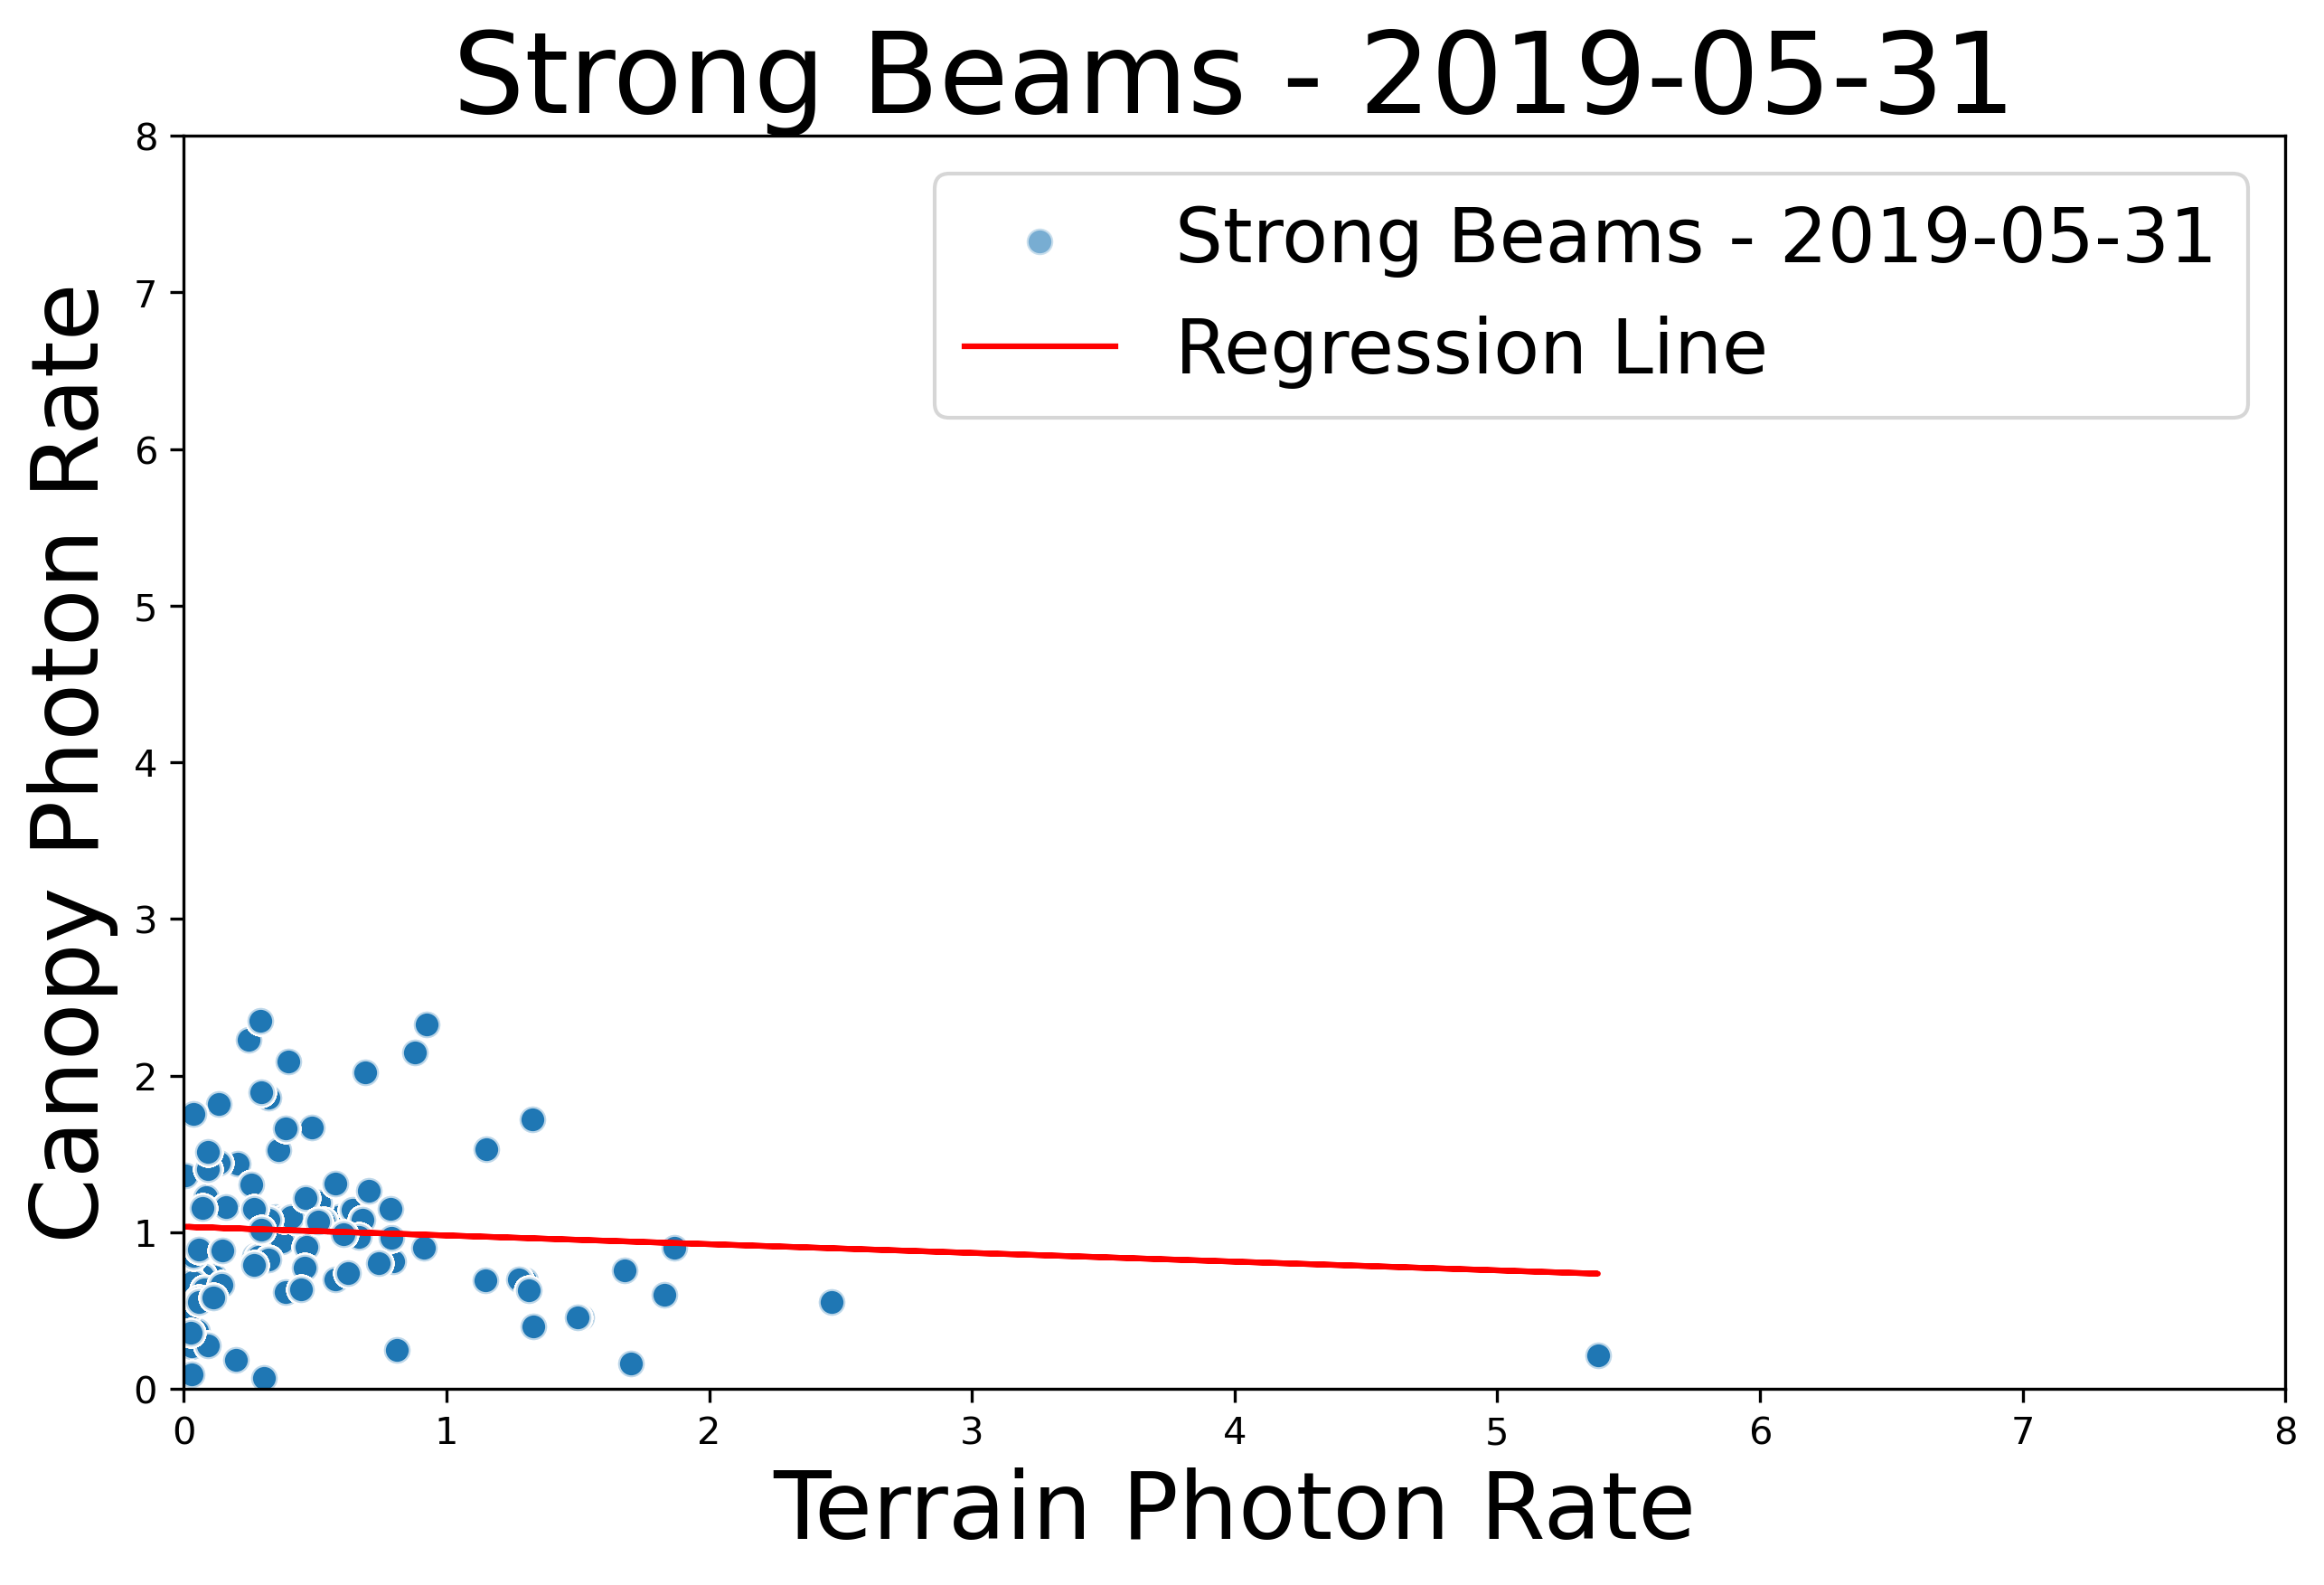 Strong Beams - 2019-05-31
Strong Beams - 2019-05-31
Regression Line
Canopy Photon Rate
8
7
6
5
4
3
2
1
0
0 1 2 3 4 5 6 7 8
Terrain Photon Rate